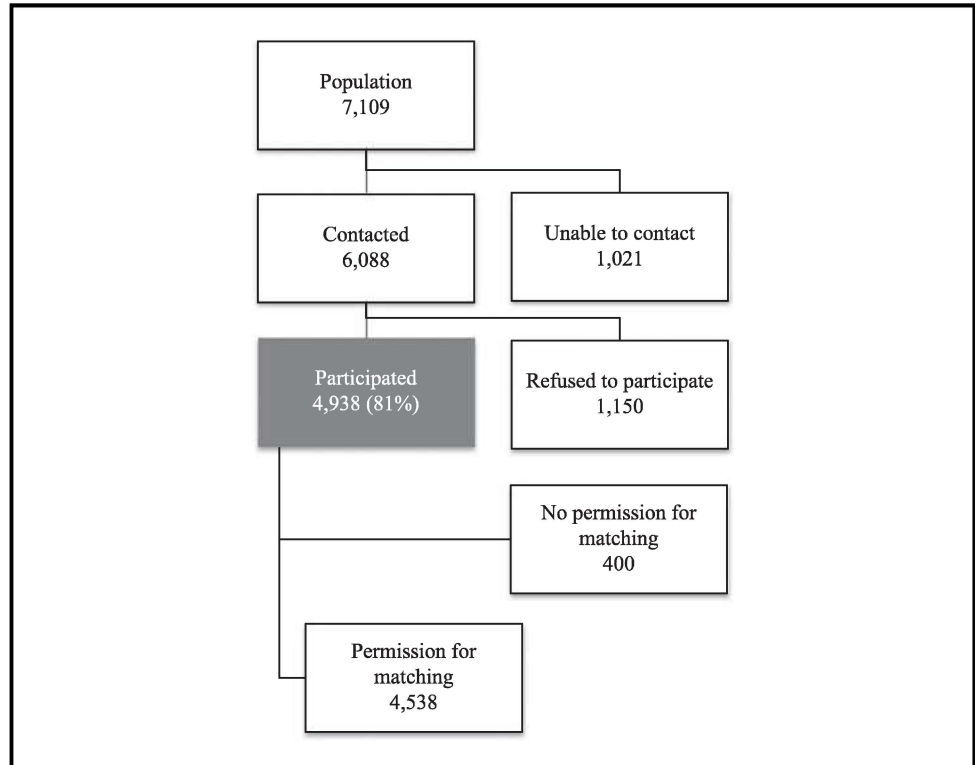 Population
7,109
Contacted
6,088
Unable to contact
1,021
Participated
4,938 (81%)
Refused to participate
1,150
No permission for
matching
400
Permission for
matching
4,538